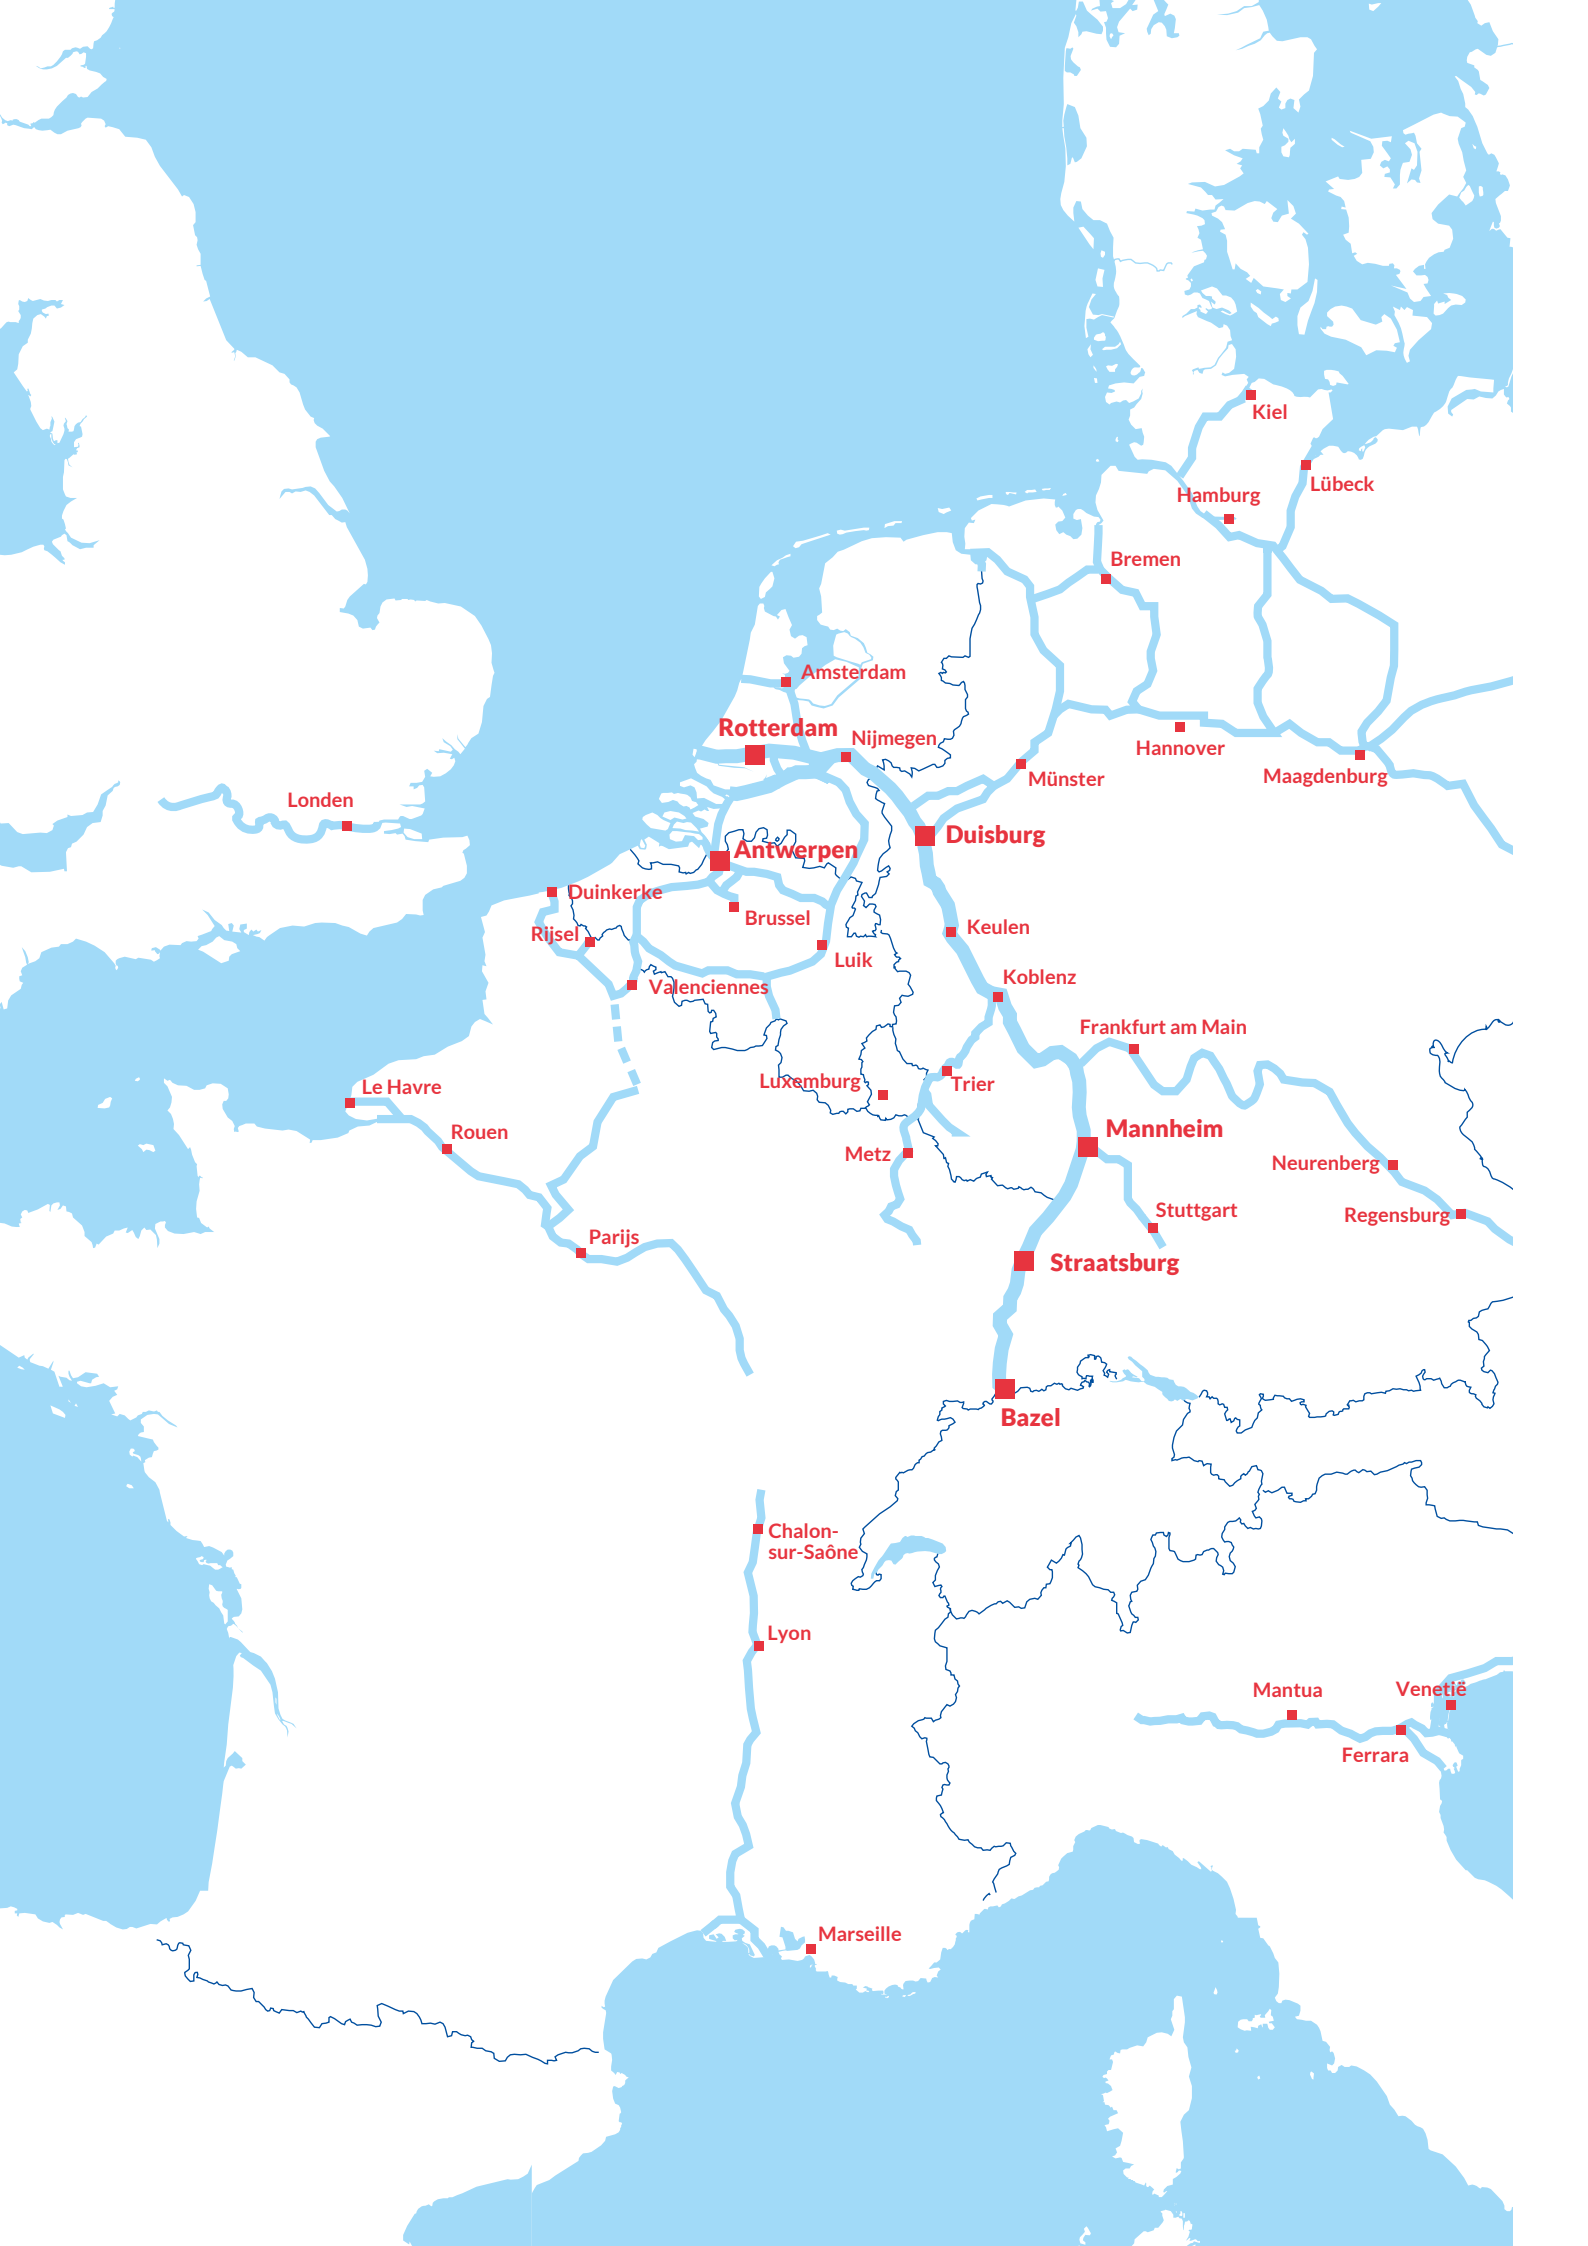 Kiel
Lübeck
Hamburg
Bremen
Amsterdam
Rotterdam
Nijmegen
Hannover
Münster
Maagdenburg
Londen
Duisburg
Antwerpen
Duinkerke
Brussel
Rijsel
Keulen
Luik
Koblenz
Valenciennes
Frankfurt am Main
Luxemburg
Trier
Le Havre
Rouen
Mannheim
Metz
Neurenberg
Stuttgart
Regensburg
Parijs
Straatsburg
Bazel
Chalon-
sur-Saône
Lyon
Mantua
Venetië
Ferrara
Marseille